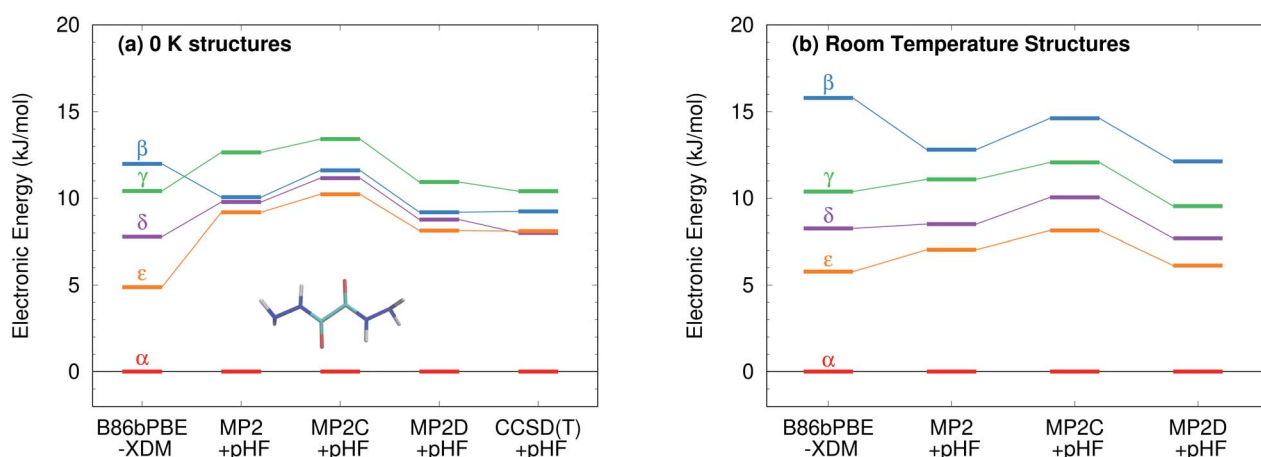 (a) 0 K structures
Electronic Energy (kJ/mol)
20
15
10
5
0
β
γ
δ
ε
α
B86bPBE
-XDM
MP2
+pHF
MP2C
+pHF
MP2D
+pHF
CCSD(T)
+pHF
(b) Room Temperature Structures
Electronic Energy (kJ/mol)
20
15
10
5
0
β
γ
δ
ε
α
B86bPBE
-XDM
MP2
+pHF
MP2C
+pHF
MP2D
+pHF